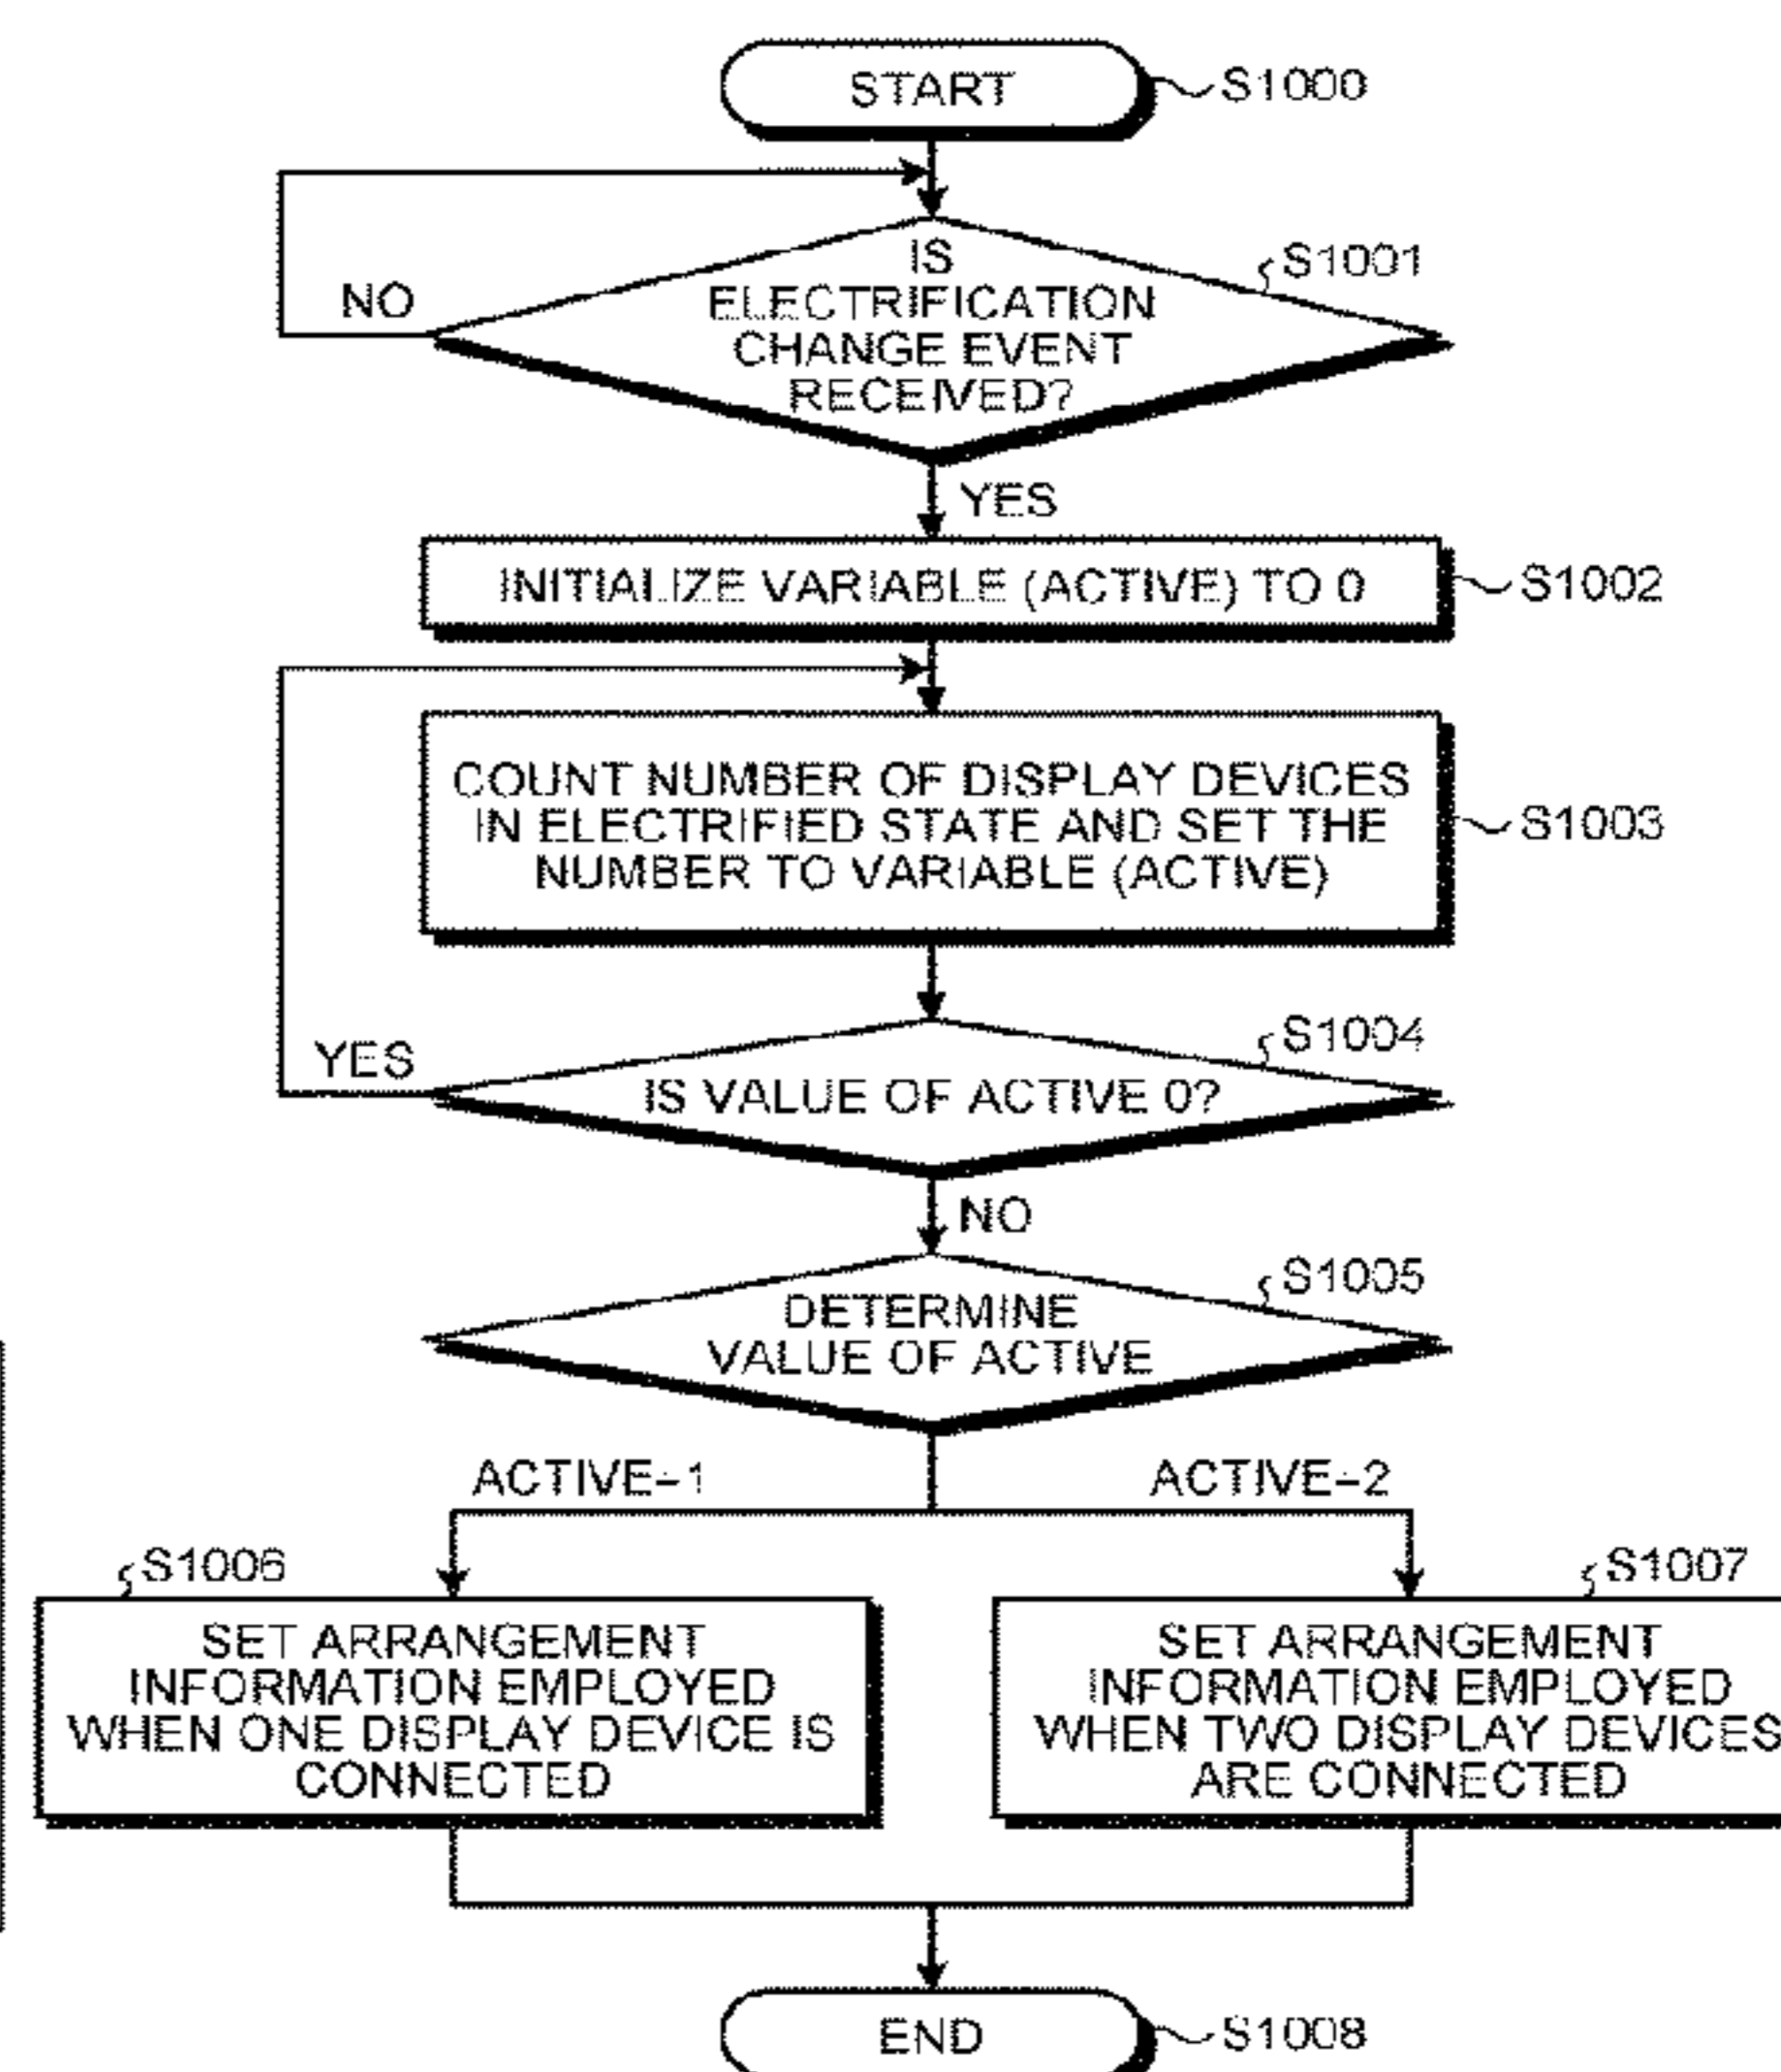 START
S1000
IS
ELECTRIFICATION
CHANGE EVENT
RECEIVED?
S1001
NO
YES
INITIALIZE VARIABLE (ACTIVE) TO 0
S1002
COUNT NUMBER OF DISPLAY DEVICES
IN ELECTRIFIED STATE AND SET THE
NUMBER TO VARIABLE (ACTIVE)
S1003
S1004
YES
IS VALUE OF ACTIVE 0?
NO
S1005
DETERMINE
VALUE OF ACTIVE
ACTIVE=1
ACTIVE=2
S1006
SET ARRANGEMENT
INFORMATION EMPLOYED
WHEN ONE DISPLAY DEVICE IS
CONNECTED
S1007
SET ARRANGEMENT
INFORMATION EMPLOYED
WHEN TWO DISPLAY DEVICES
ARE CONNECTED
END
S1008